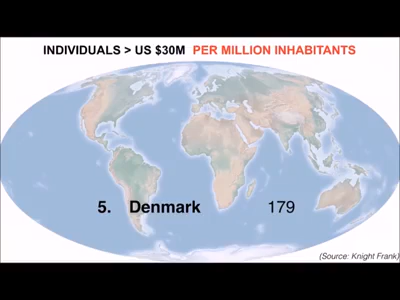 INDIVIDUALS > US $30M PER MILLION INHABITANTS
5. Denmark 179
(Source: Knight Frank)